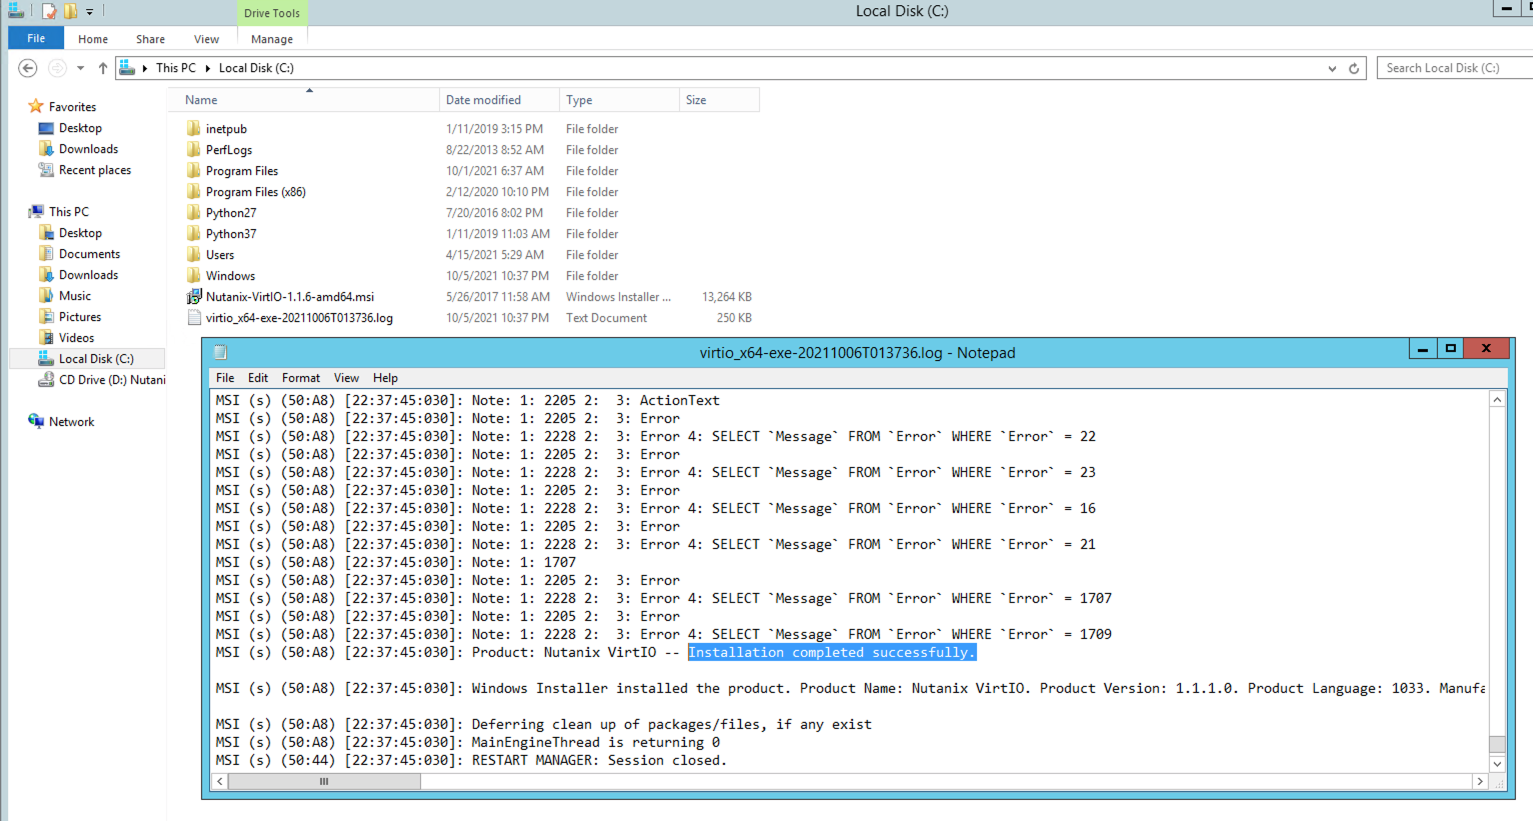 Drive Tools
Local Disk (C:)
File Home Share View Manage
This PC Local Disk (C:)
Search Local Disk (C:)
Name Date modified Type Size
Favorites
Desktop
Downloads
Recent places
This PC
Desktop
Documents
Downloads
Music
Pictures
Videos
Local Disk (C:)
CD Drive (D:) Nutani
Network
inetpub 1/11/2019 3:15 PM File folder
PerfLogs 8/22/2013 8:52 AM File folder
Program Files 10/1/2021 6:37 AM File folder
Program Files (x86) 2/12/2020 10:10 PM File folder
Python27 7/20/2016 8:02 PM File folder
Python37 1/11/2019 11:03 AM File folder
Users 4/15/2021 5:29 AM File folder
Windows 10/5/2021 10:37 PM File folder
Nutanix-VirtIO-1.1.6-amd64.msi 5/26/2017 11:58 AM Windows Installer ... 13,264 KB
virtio_x64-exe-20211006T013736.log 10/5/2021 10:37 PM Text Document 250 KB
virtio_x64-exe-20211006T013736.log - Notepad
File Edit Format View Help
MSI (s) (50:A8) [22:37:45:030]: Note: 1: 2205 2:  3: ActionText
MSI (s) (50:A8) [22:37:45:030]: Note: 1: 2205 2:  3: Error
MSI (s) (50:A8) [22:37:45:030]: Note: 1: 2228 2:  3: Error 4: SELECT `Message` FROM `Error` WHERE `Error` = 22
MSI (s) (50:A8) [22:37:45:030]: Note: 1: 2205 2:  3: Error
MSI (s) (50:A8) [22:37:45:030]: Note: 1: 2228 2:  3: Error 4: SELECT `Message` FROM `Error` WHERE `Error` = 23
MSI (s) (50:A8) [22:37:45:030]: Note: 1: 2205 2:  3: Error
MSI (s) (50:A8) [22:37:45:030]: Note: 1: 2228 2:  3: Error 4: SELECT `Message` FROM `Error` WHERE `Error` = 16
MSI (s) (50:A8) [22:37:45:030]: Note: 1: 2205 2:  3: Error
MSI (s) (50:A8) [22:37:45:030]: Note: 1: 2228 2:  3: Error 4: SELECT `Message` FROM `Error` WHERE `Error` = 21
MSI (s) (50:A8) [22:37:45:030]: Note: 1: 1707
MSI (s) (50:A8) [22:37:45:030]: Note: 1: 2205 2:  3: Error
MSI (s) (50:A8) [22:37:45:030]: Note: 1: 2228 2:  3: Error 4: SELECT `Message` FROM `Error` WHERE `Error` = 1707
MSI (s) (50:A8) [22:37:45:030]: Note: 1: 2205 2:  3: Error
MSI (s) (50:A8) [22:37:45:030]: Note: 1: 2228 2:  3: Error 4: SELECT `Message` FROM `Error` WHERE `Error` = 1709
MSI (s) (50:A8) [22:37:45:030]: Product: Nutanix VirtIO -- Installation completed successfully.
MSI (s) (50:A8) [22:37:45:030]: Windows Installer installed the product. Product Name: Nutanix VirtIO. Product Version: 1.1.1.0. Product Language: 1033. Manufa
MSI (s) (50:A8) [22:37:45:030]: Deferring clean up of packages/files, if any exist
MSI (s) (50:A8) [22:37:45:030]: MainEngineThread is returning 0
MSI (s) (50:44) [22:37:45:030]: RESTART MANAGER: Session closed.